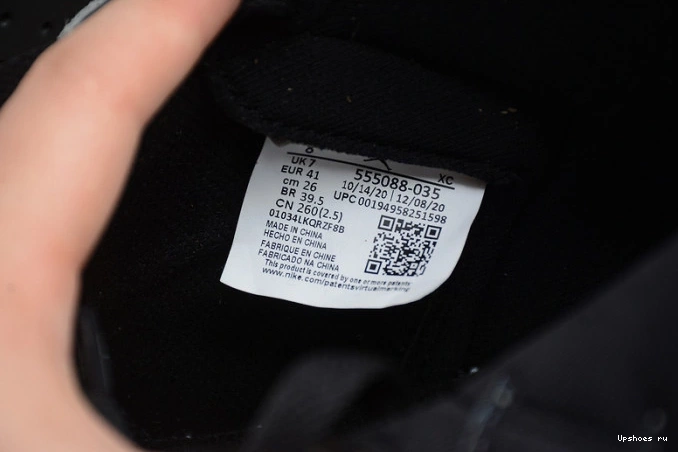 UK 7
EUR 41
cm 26
BR 39.5
CN 260(2.5)
01034LKQRZF8B
XC
555088-035
10/14/20 | 12/08/20
UPC 00194958251598
MADE IN CHINA
HECHO EN CHINA
FABRIQUE EN CHINE
FABRICADO NA CHINA
This product is covered by one or more patents
www.nike.com/patentsvirtualmarking
Upshoes ru